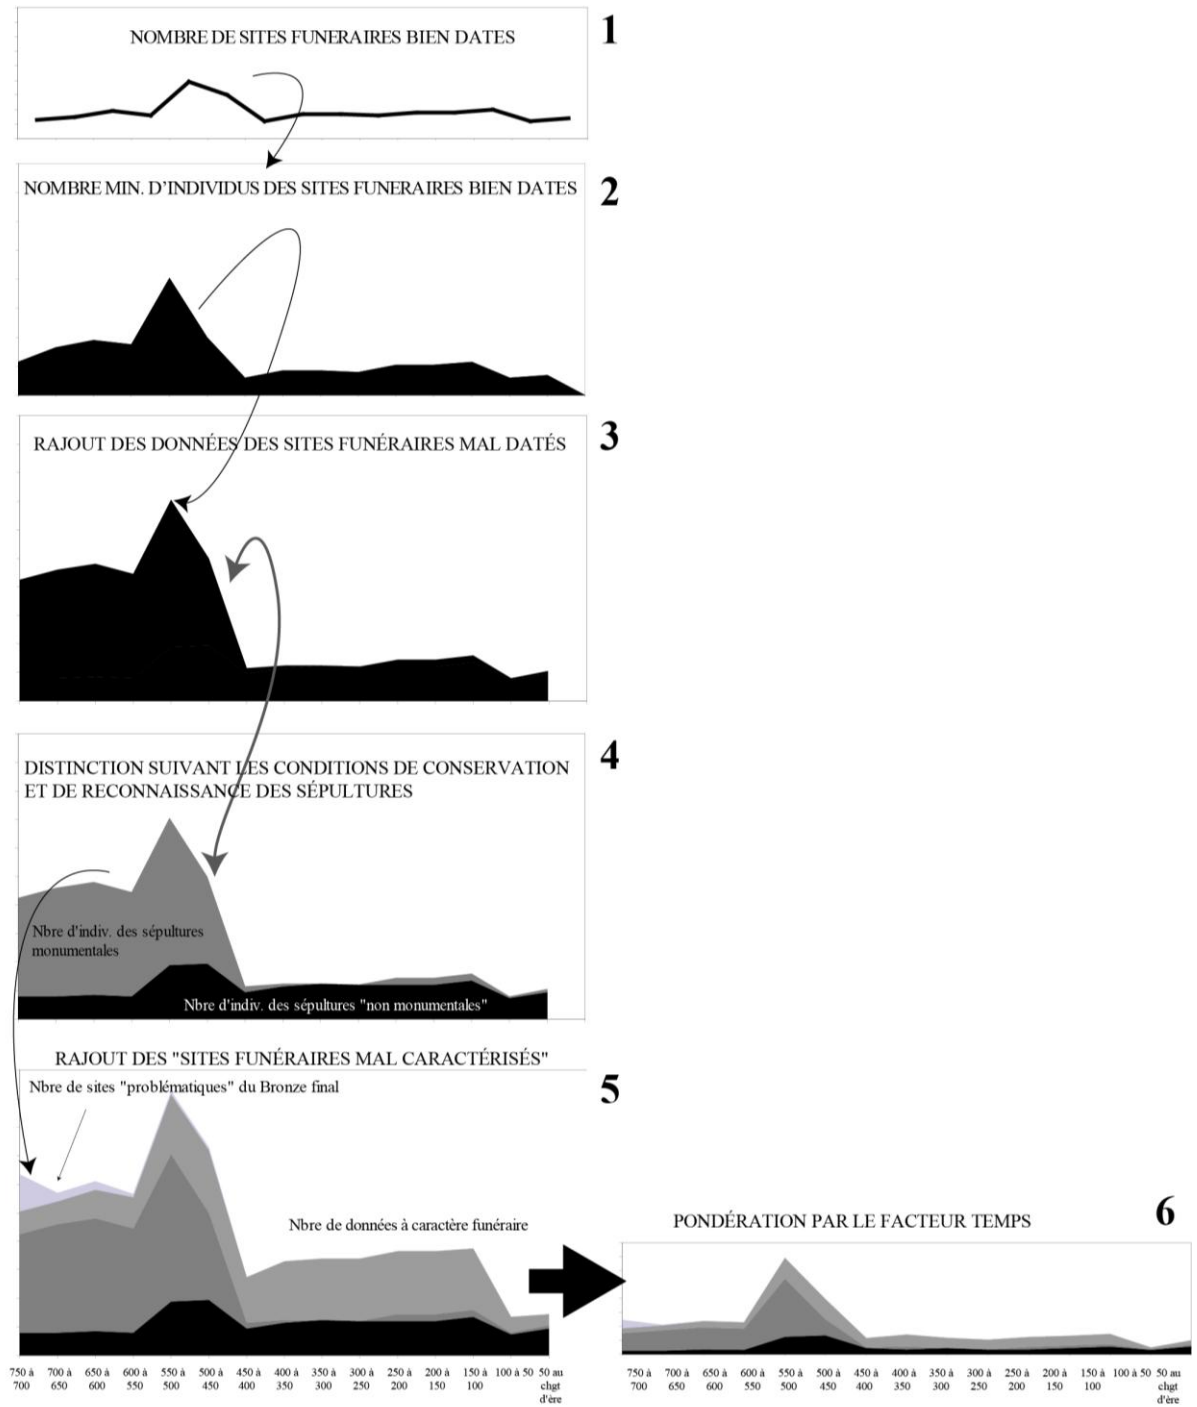 NOMBRE DE SITES FUNERAIRES BIEN DATES
1
NOMBRE MIN. D'INDIVIDUS DES SITES FUNERAIRES BIEN DATES
2
RAJOUT DES DONNÉES DES SITES FUNÉRAIRES MAL DATÉS
3
DISTINCTION SUIVANT LES CONDITIONS DE CONSERVATION
ET DE RECONNAISSANCE DES SÉPULTURES
4
Nbre d'indiv. des sépultures
monumentales
Nbre d'indiv. des sépultures "non monumentales"
RAJOUT DES "SITES FUNÉRAIRES MAL CARACTÉRISÉS"
5
Nbre de sites "problématiques" du Bronze final
Nbre de données à caractère funéraire
750 à 700 à 650 à 600 à 550 à 500 à 450 à 400 à 350 à 300 à 250 à 200 à 150 à 100 à 50 50 au
700 650 600 550 500 450 400 350 300 250 200 150 100 chgt
d'ère
PONDÉRATION PAR LE FACTEUR TEMPS
6
750 à 700 à 650 à 600 à 550 à 500 à 450 à 400 à 350 à 300 à 250 à 200 à 150 à 100 à 50 50 au
700 650 600 550 500 450 400 350 300 250 200 150 100 chgt
d'ère